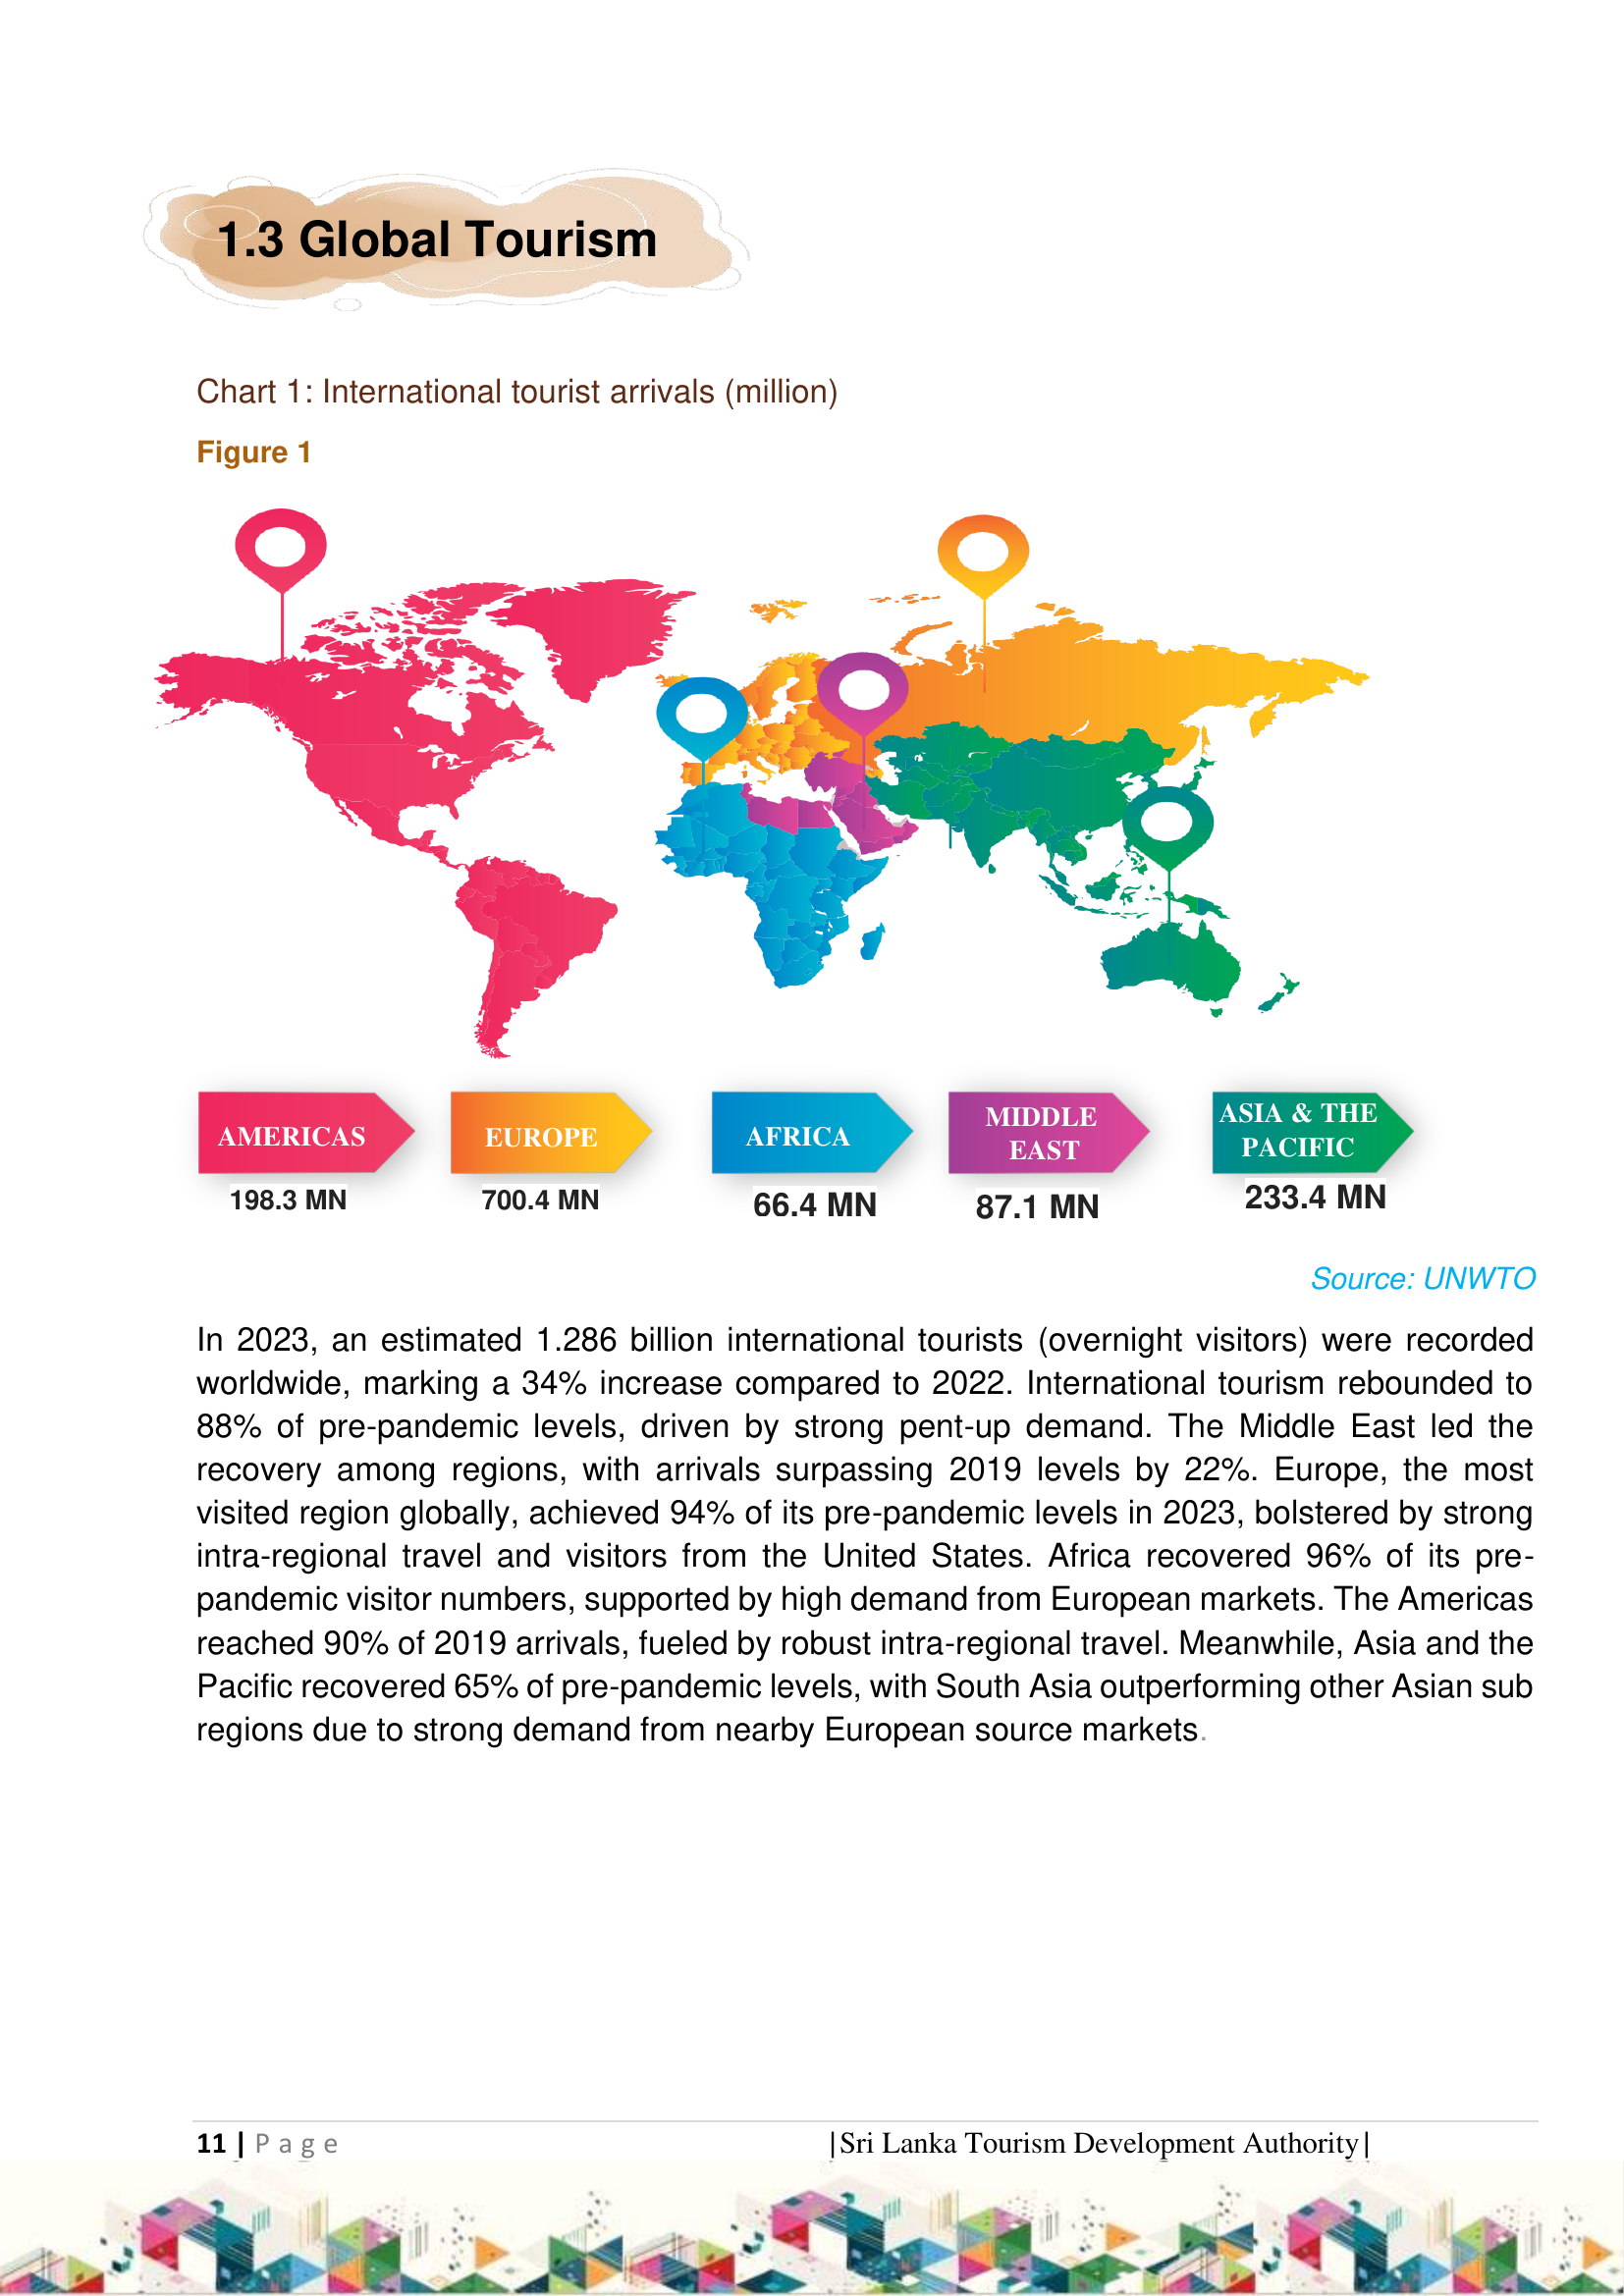 1.3 Global Tourism
Chart 1: International tourist arrivals (million)
Figure 1
AMERICAS
198.3 MN
EUROPE
700.4 MN
AFRICA
66.4 MN
MIDDLE
EAST
87.1 MN
ASIA & THE
PACIFIC
233.4 MN
Source: UNWTO
In 2023, an estimated 1.286 billion international tourists (overnight visitors) were recorded
worldwide, marking a 34% increase compared to 2022. International tourism rebounded to
88% of pre-pandemic levels, driven by strong pent-up demand. The Middle East led the
recovery among regions, with arrivals surpassing 2019 levels by 22%. Europe, the most
visited region globally, achieved 94% of its pre-pandemic levels in 2023, bolstered by strong
intra-regional travel and visitors from the United States. Africa recovered 96% of its pre-
pandemic visitor numbers, supported by high demand from European markets. The Americas
reached 90% of 2019 arrivals, fueled by robust intra-regional travel. Meanwhile, Asia and the
Pacific recovered 65% of pre-pandemic levels, with South Asia outperforming other Asian sub
regions due to strong demand from nearby European source markets.
11 | Page
|Sri Lanka Tourism Development Authority|